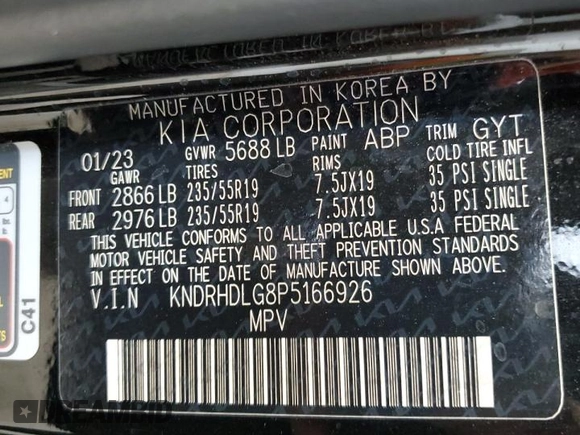 MANUFACTURED IN KOREA BY
KIA CORPORATION
01/23 GVWR 5688 LB PAINT ABP TRIM GYT
GAWR TIRES RIMS COLD TIRE INFL
FRONT 2866 LB 235/55R19 7.5JX19 35 PSI SINGLE
REAR 2976 LB 235/55R19 7.5JX19 35 PSI SINGLE
THIS VEHICLE CONFORMS TO ALL APPLICABLE U.S.A FEDERAL
MOTOR VEHICLE SAFETY AND THEFT PREVENTION STANDARDS
IN EFFECT ON THE DATE OF MANUFACTURE SHOWN ABOVE.
V.I.N KNDRHDLG8P5166926
MPV
C41
DREAMBID